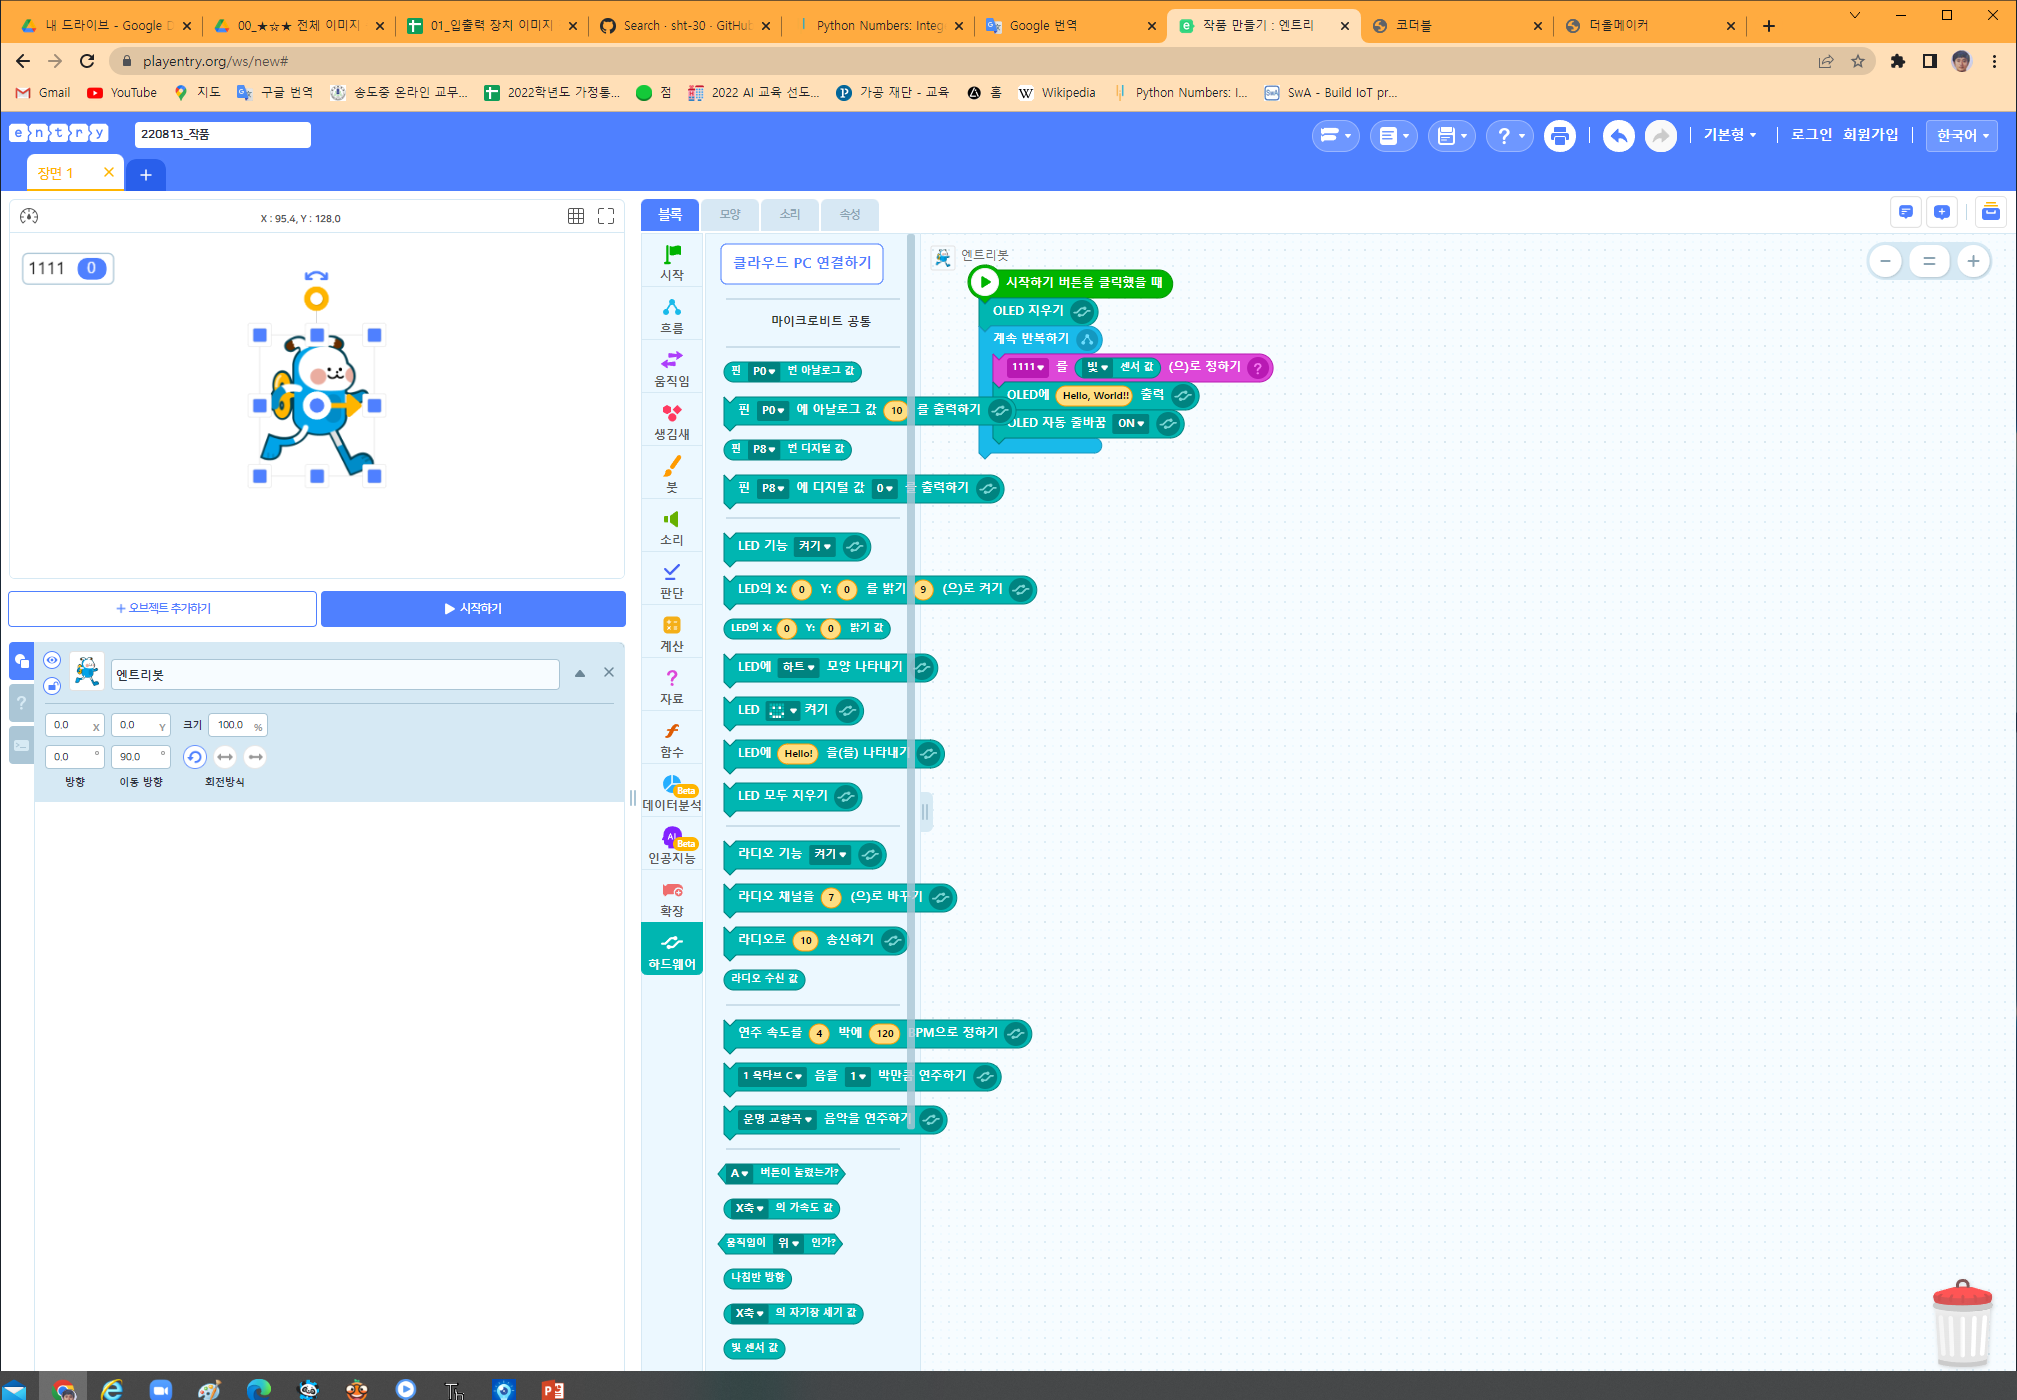 내 드라이브 - Google D
00_★☆★ 전체 이미지
01_입출력 장치 이미지
Search · sht-30 · GitHub
Python Numbers: Integ
Google 번역
작품 만들기 : 엔트리
코더블
더올메이커
playentry.org/ws/new#
Gmail
YouTube
지도
구글 번역
송도중 온라인 교무...
2022학년도 가정통...
점
2022 AI 교육 선도...
가공 재단 - 교육
홈
Wikipedia
Python Numbers: I...
SwA - Build IoT pr...
entry
220813_작품
기본형
로그인
회원가입
한국어
장면 1
X : 95.4, Y : 128.0
1111 0
+ 오브젝트 추가하기
시작하기
엔트리봇
0.0 X
0.0 Y
크기
100.0 %
0.0 °
90.0 °
방향
이동 방향
회전방식
블록
모양
소리
속성
시작
흐름
움직임
생김새
붓
소리
판단
계산
자료
함수
Beta
데이터분석
AI Beta
인공지능
확장
하드웨어
클라우드 PC 연결하기
마이크로비트 공통
핀 P0 번 아날로그 값
핀 P0 에 아날로그 값 10 를 출력하기
핀 P8 번 디지털 값
핀 P8 에 디지털 값 0 를 출력하기
LED 기능 켜기
LED의 X: 0 Y: 0 를 밝기 9 (으)로 켜기
LED의 X: 0 Y: 0 밝기 값
LED에 하트 모양 나타내기
LED 켜기
LED에 Hello! 을(를) 나타내기
LED 모두 지우기
라디오 기능 켜기
라디오 채널을 7 (으)로 바꾸기
라디오로 10 송신하기
라디오 수신 값
연주 속도를 4 박에 120 BPM으로 정하기
1 옥타브 C 음을 1 박만큼 연주하기
운명 교향곡 음악을 연주하기
A 버튼이 눌렸는가?
X축 의 가속도 값
움직임이 위 인가?
나침반 방향
X축 의 자기장 세기 값
빛 센서 값
엔트리봇
시작하기 버튼을 클릭했을 때
OLED 지우기
계속 반복하기
1111 를 빛 센서 값 (으)로 정하기
OLED에 Hello, World!! 출력
OLED 자동 줄바꿈 ON